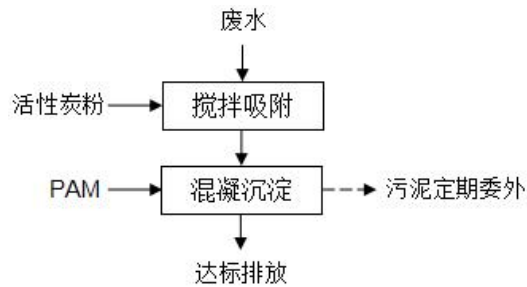 废水
活性炭粉
搅拌吸附
PAM
混凝沉淀
污泥定期委外
达标排放